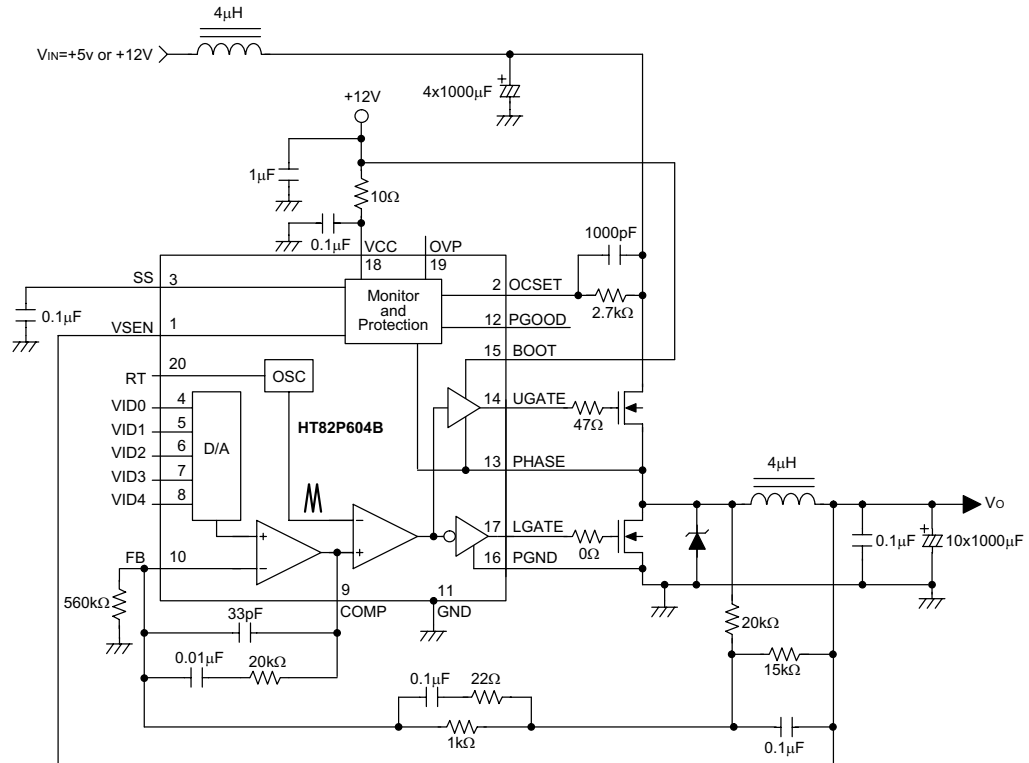 4μH
VIN=+5v or +12V
4x1000μF
+
+12V
1μF
10Ω
0.1μF
VCC
18
OVP
19
1000pF
2.7kΩ
SS
3
0.1μF
VSEN
1
Monitor
and
Protection
2 OCSET
12 PGOOD
15 BOOT
RT
20
OSC
VID0
4
VID1
5
VID2
6
VID3
7
VID4
8
D/A
HT82P604B
14 UGATE
47Ω
13 PHASE
4μH
Vo
+
−
−
+
17 LGATE
0Ω
16 PGND
0.1μF
+
10x1000μF
FB
10
9
COMP
11
GND
560kΩ
33pF
0.01μF
20kΩ
20kΩ
15kΩ
0.1μF
22Ω
1kΩ
0.1μF